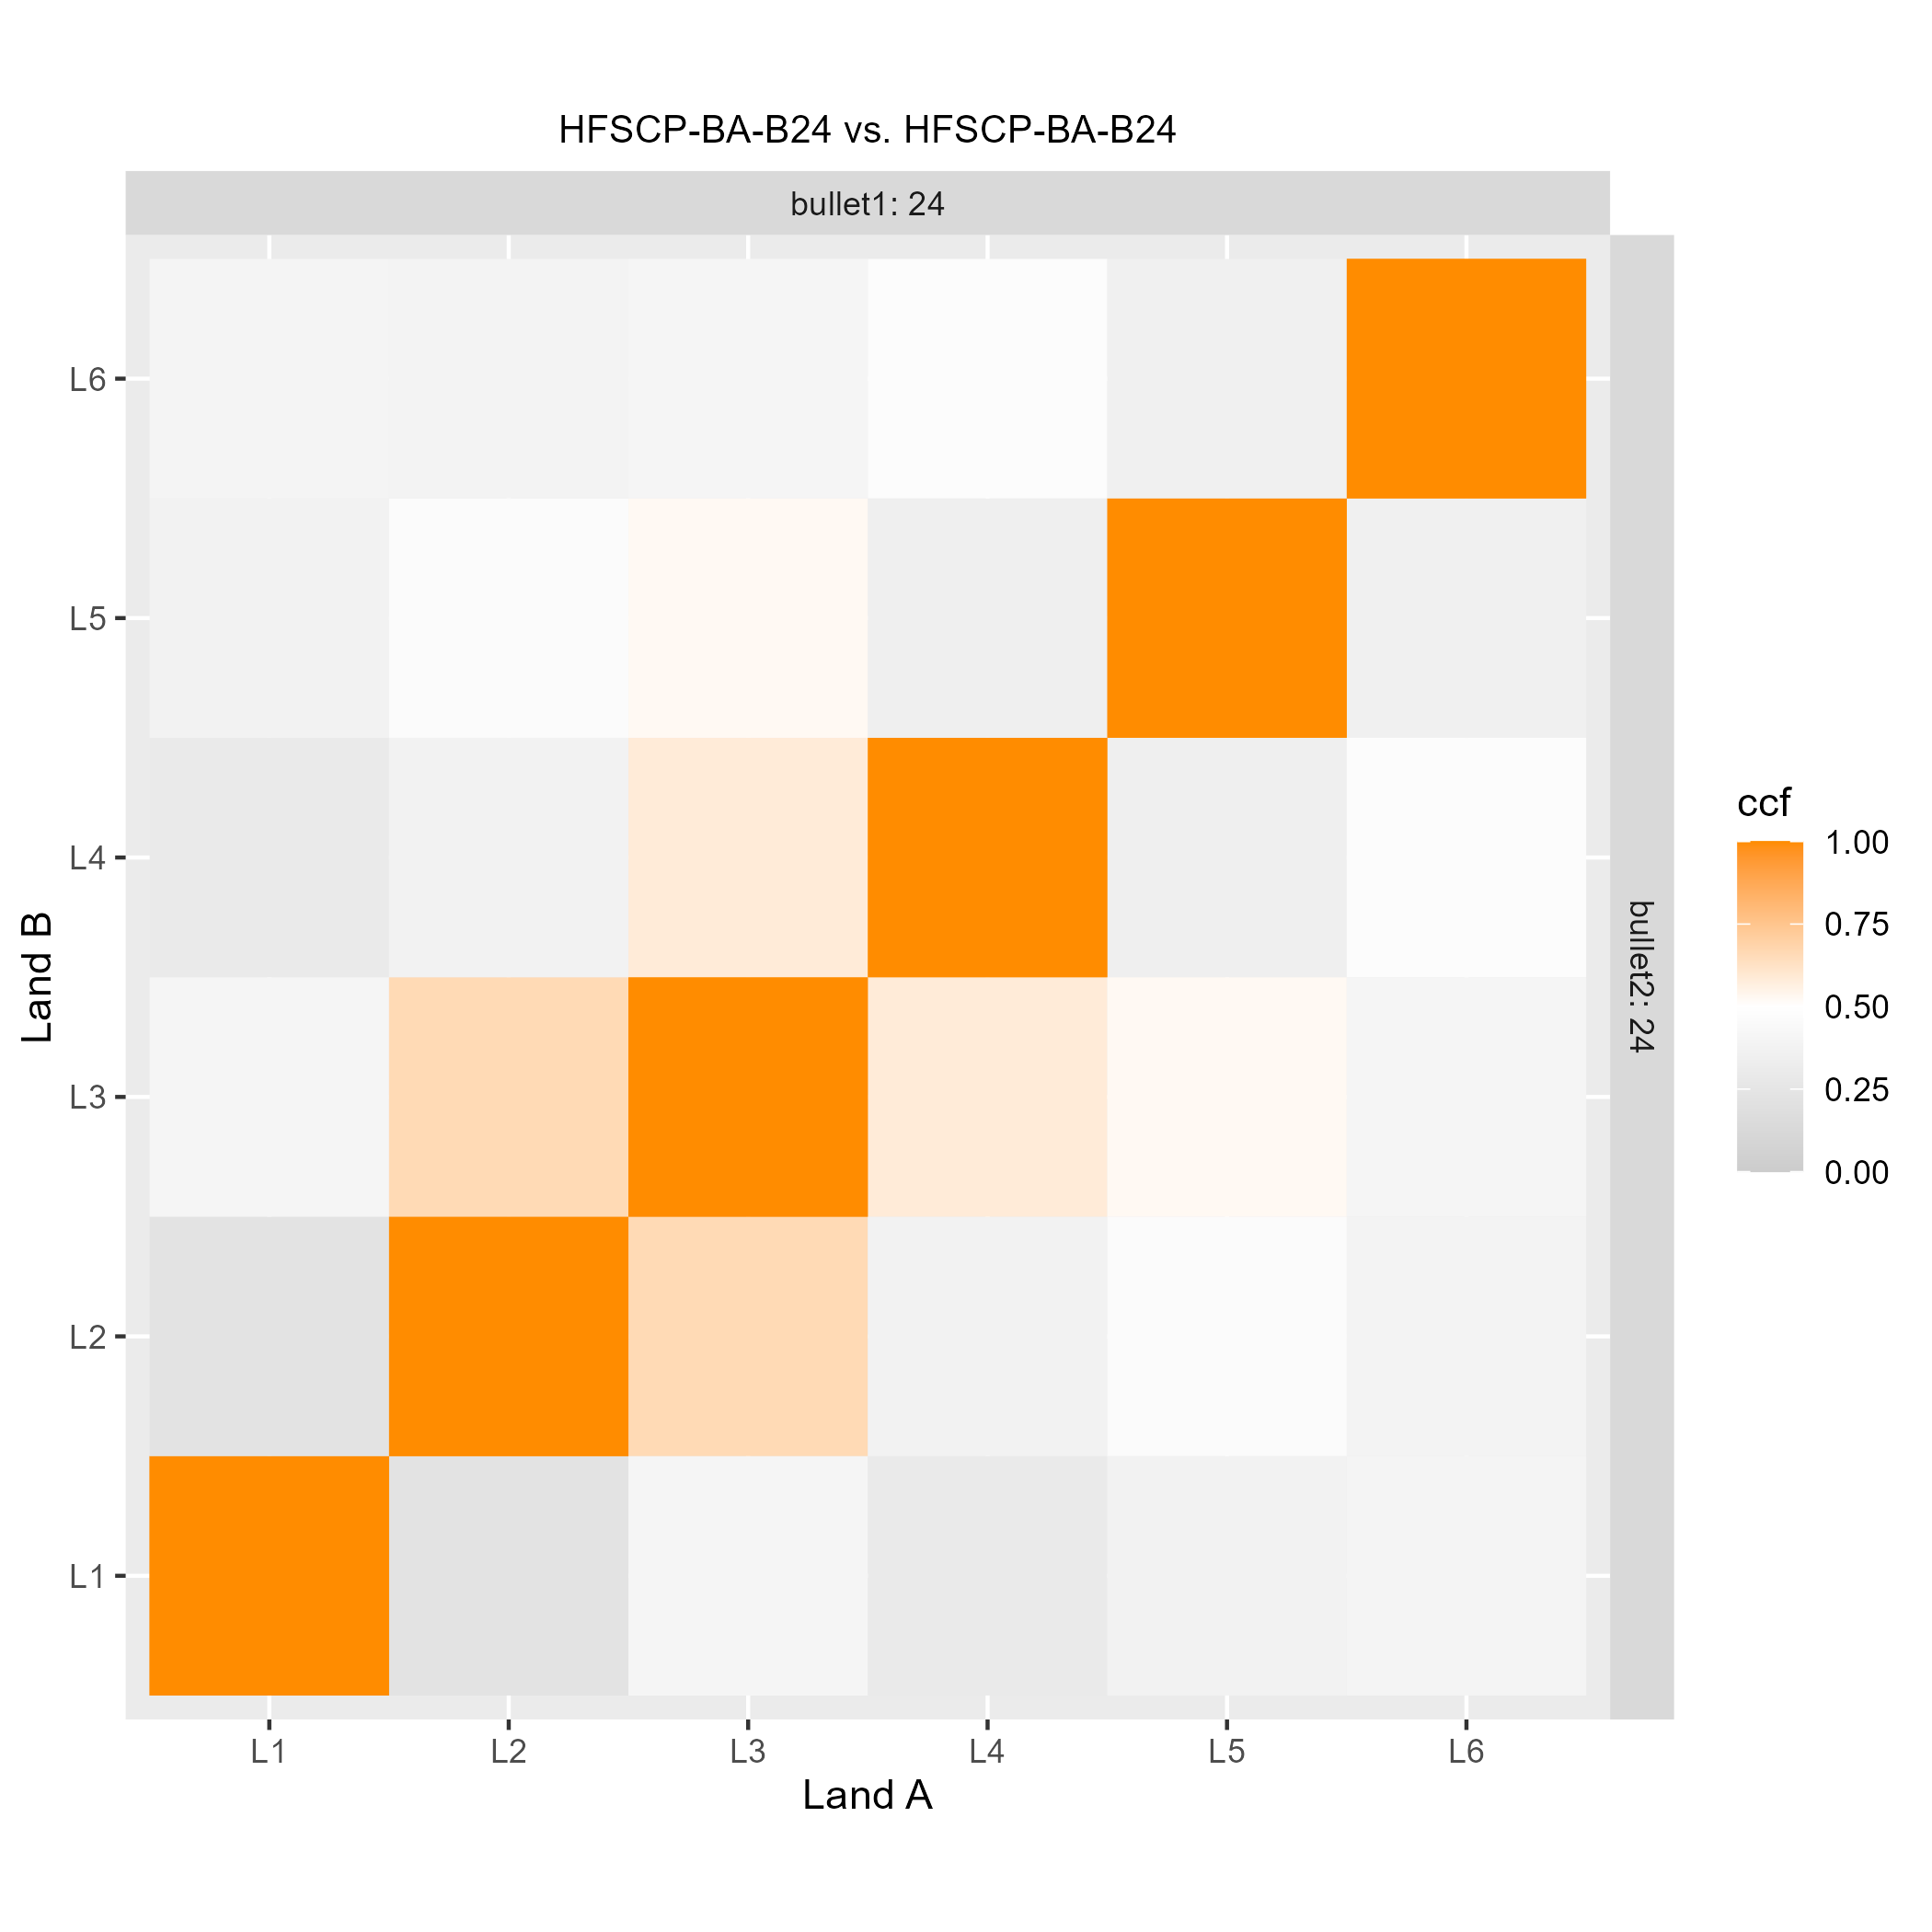 HFSCP-BA-B24 vs. HFSCP-BA-B24
bullet1: 24
L6
L5
L4
L3
L2
L1
Land B
bullet2: 24
L1 L2 L3 L4 L5 L6
Land A
ccf
1.00
0.75
0.50
0.25
0.00